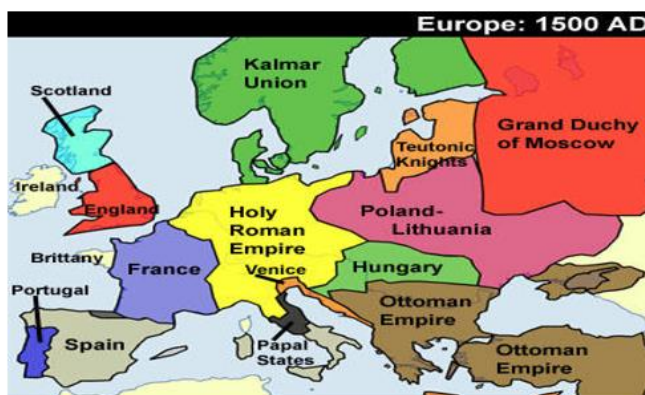 Europe: 1500 AD
Kalmar
Union
Scotland
Grand Duchy
of Moscow
Teutonic
Knights
Ireland
England
Holy
Roman
Empire
Poland-
Lithuania
Brittany
France
Venice
Hungary
Portugal
Ottoman
Empire
Spain
Papal
States
Ottoman
Empire